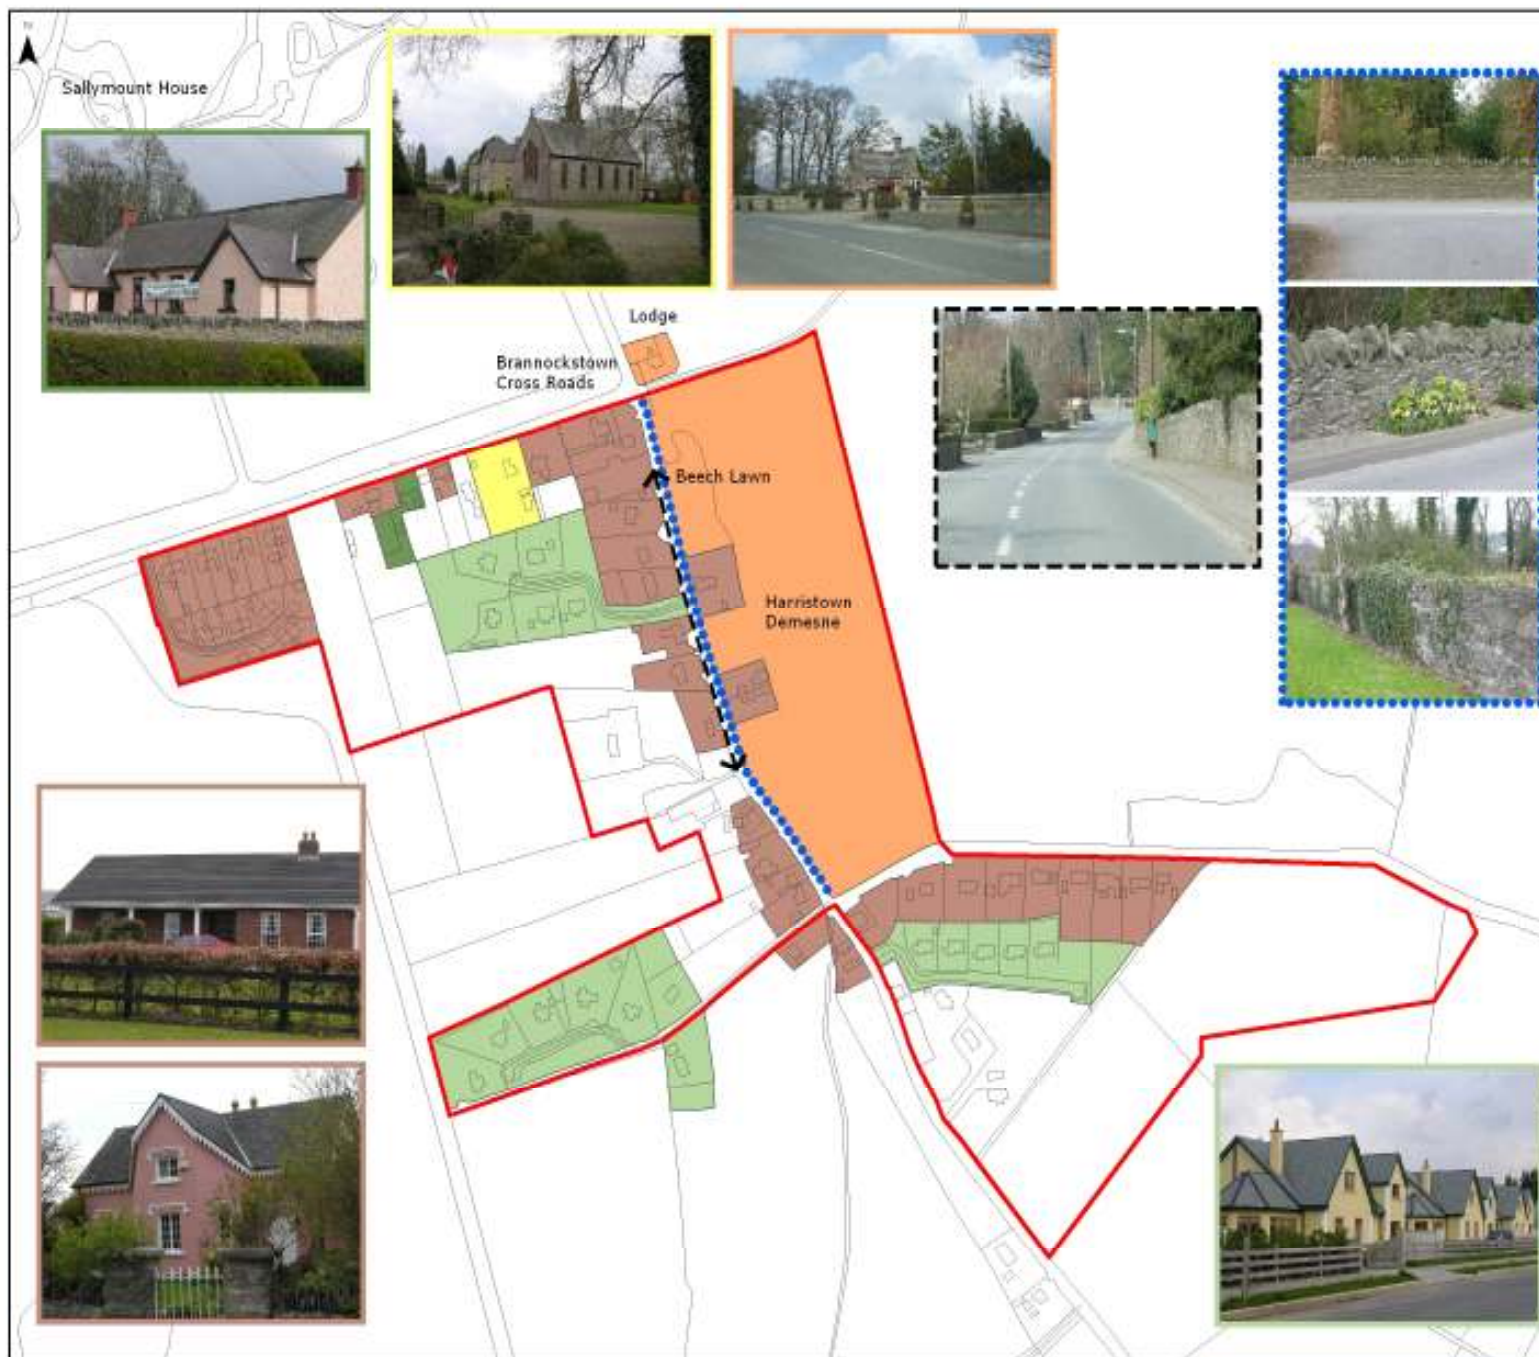 Sallymount House
Lodge
Brannockstown
Cross Roads
Beech Lawn
Harristown
Demesne